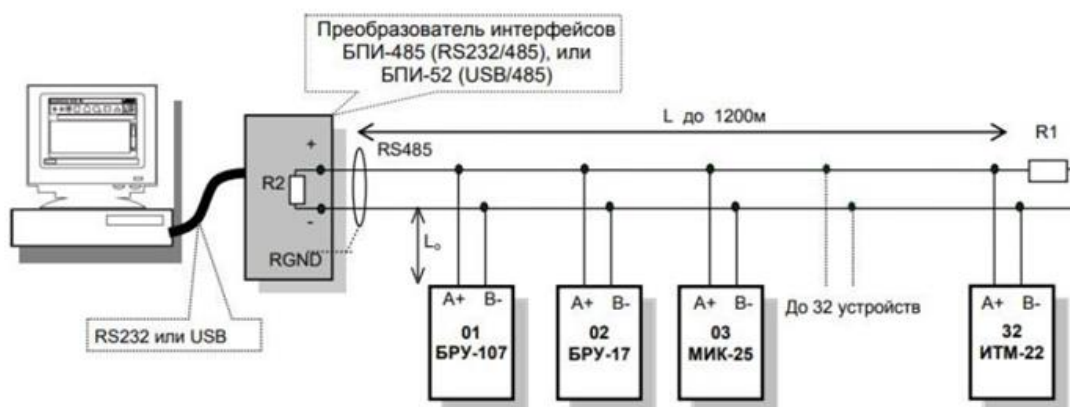 Преобразователь интерфейсов
БПИ-485 (RS232/485), или
БПИ-52 (USB/485)
L до 1200м
R1
+
RS485
R2
-
RGND
Lo
RS232 или USB
A+ B-
01
БРУ-107
A+ B-
02
БРУ-17
A+ B-
03
МИК-25
До 32 устройств
A+ B-
32
ИТМ-22